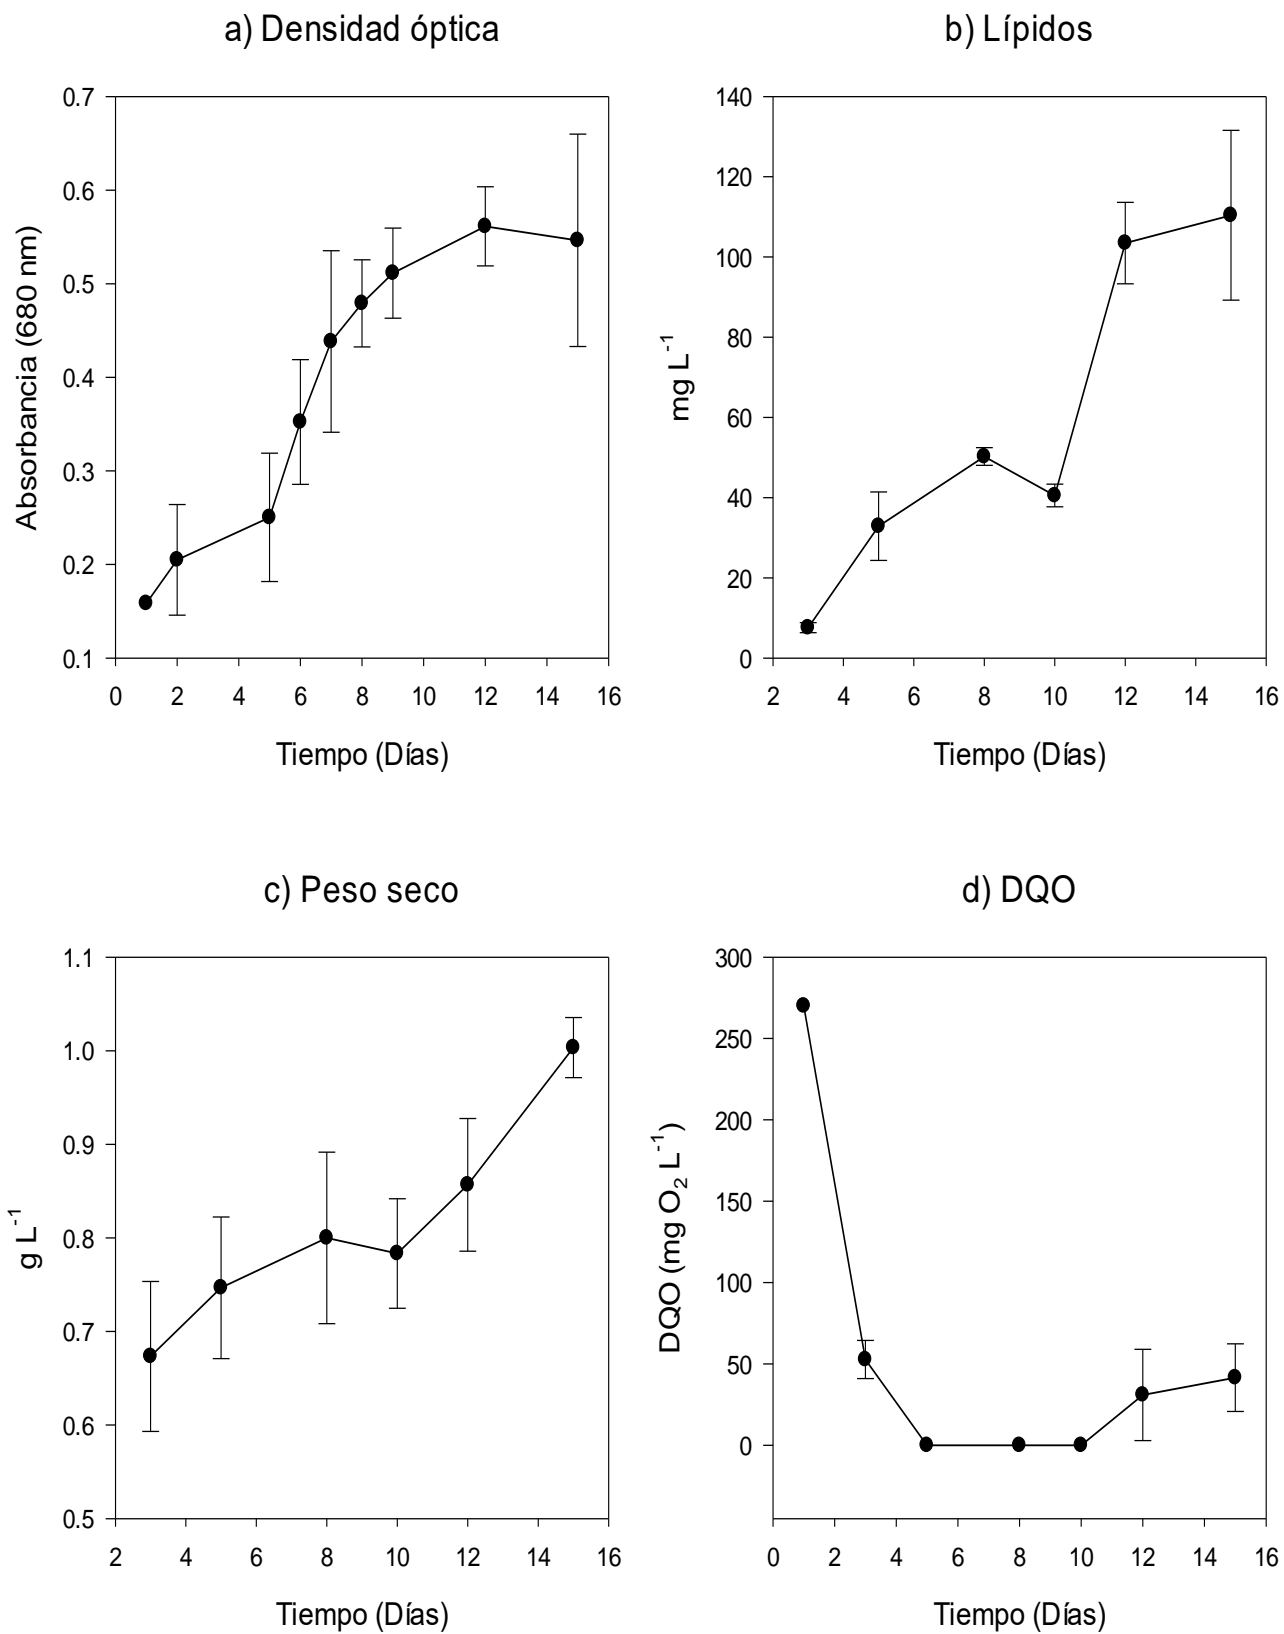 a) Densidad óptica
0.7
0.6
0.5
0.4
0.3
0.2
0.1
Absorbancia (680 nm)
0 2 4 6 8 10 12 14 16
Tiempo (Días)
b) Lípidos
140
120
100
80
60
40
20
0
mg L⁻¹
2 4 6 8 10 12 14 16
Tiempo (Días)
c) Peso seco
1.1
1.0
0.9
0.8
0.7
0.6
0.5
g L⁻¹
2 4 6 8 10 12 14 16
Tiempo (Días)
d) DQO
300
250
200
150
100
50
0
DQO (mg O₂ L⁻¹)
0 2 4 6 8 10 12 14 16
Tiempo (Días)